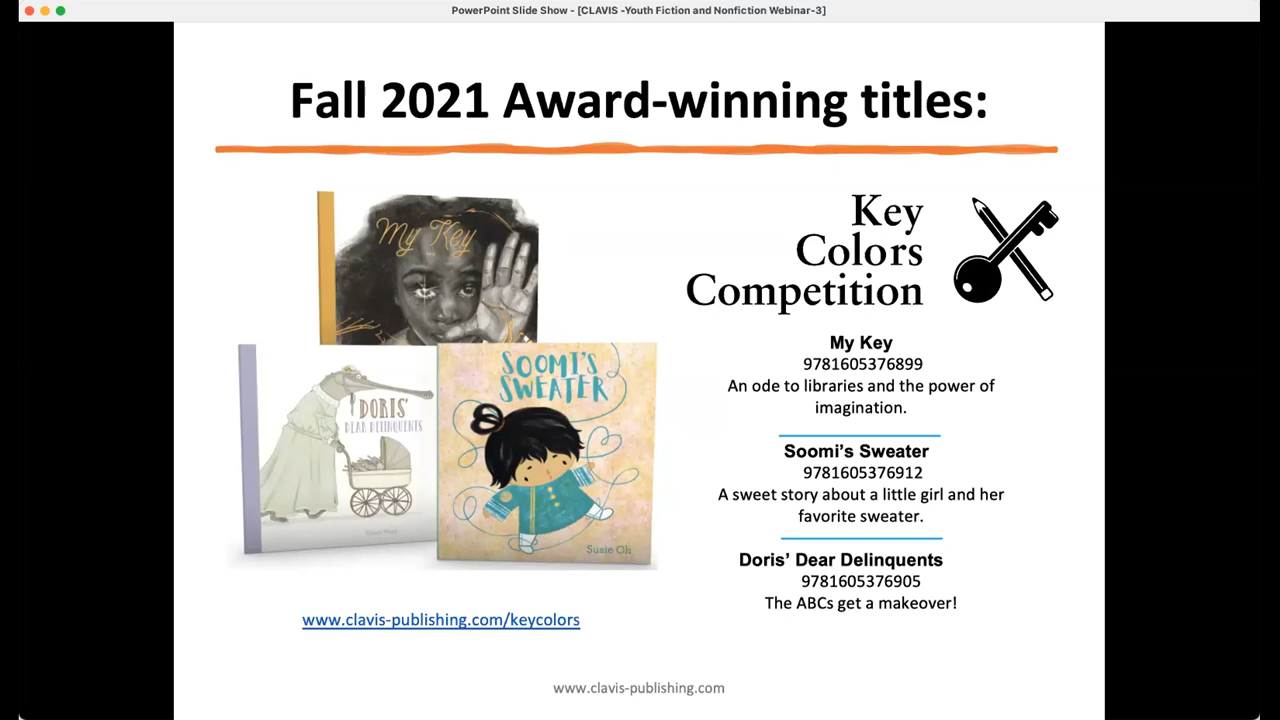 PowerPoint Slide Show - [CLAVIS -Youth Fiction and Nonfiction Webinar-3]
Fall 2021 Award-winning titles:
My Key
DORIS'
DEAR DELINQUENTS
SOOMI'S
SWEATER
Susie Oh
www.clavis-publishing.com/keycolors
Key
Colors
Competition
My Key
9781605376899
An ode to libraries and the power of
imagination.
Soomi's Sweater
9781605376912
A sweet story about a little girl and her
favorite sweater.
Doris' Dear Delinquents
9781605376905
The ABCs get a makeover!
www.clavis-publishing.com